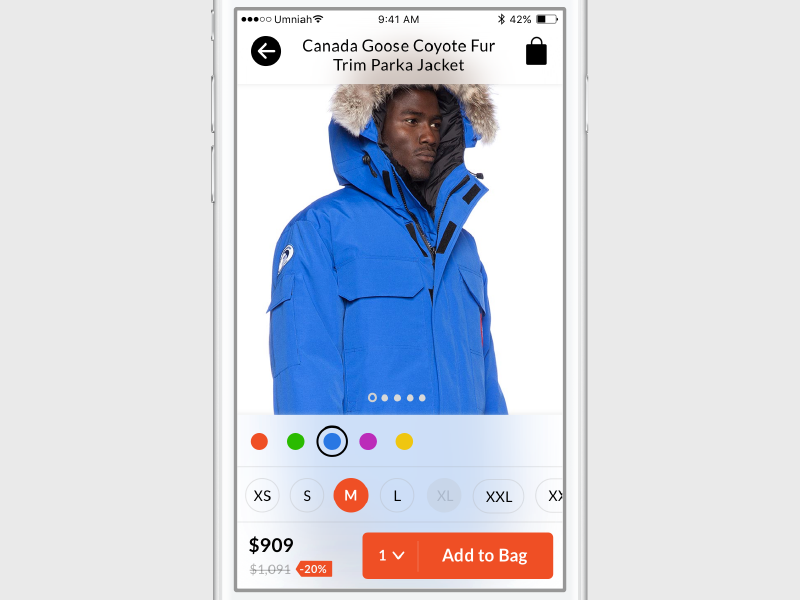 Umniah 9:41 AM 42%
Canada Goose Coyote Fur
Trim Parka Jacket
XS S M L XL XXL XX
$909
$1,091 -20%
1 Add to Bag